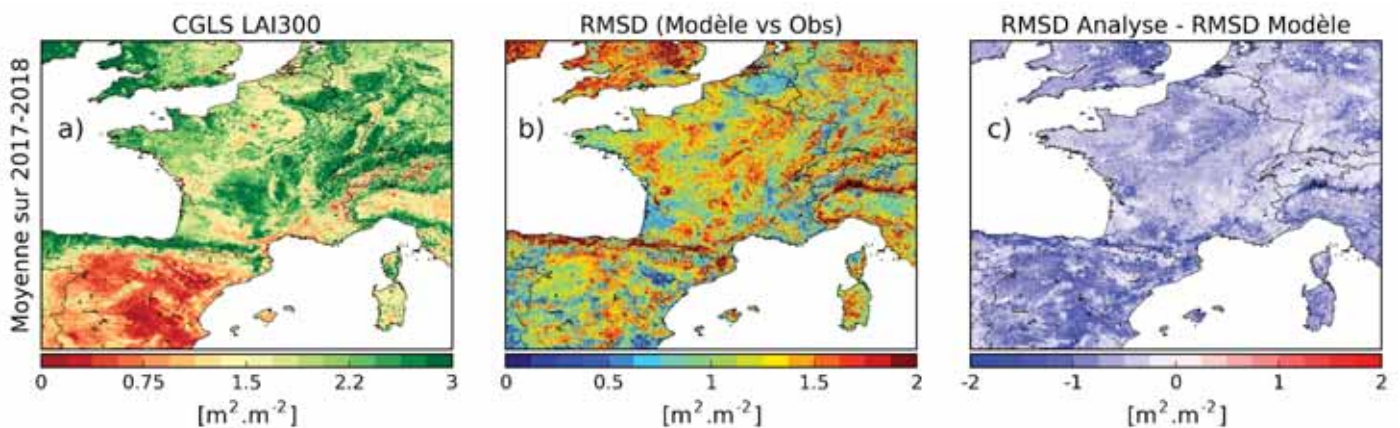 CGLS LAI300
RMSD (Modèle vs Obs)
RMSD Analyse - RMSD Modèle
Moyenne sur 2017-2018
a)
b)
c)
0 0.75 1.5 2.2 3
0 0.5 1 1.5 2
-2 -1 0 1 2
[m².m⁻²]
[m².m⁻²]
[m².m⁻²]